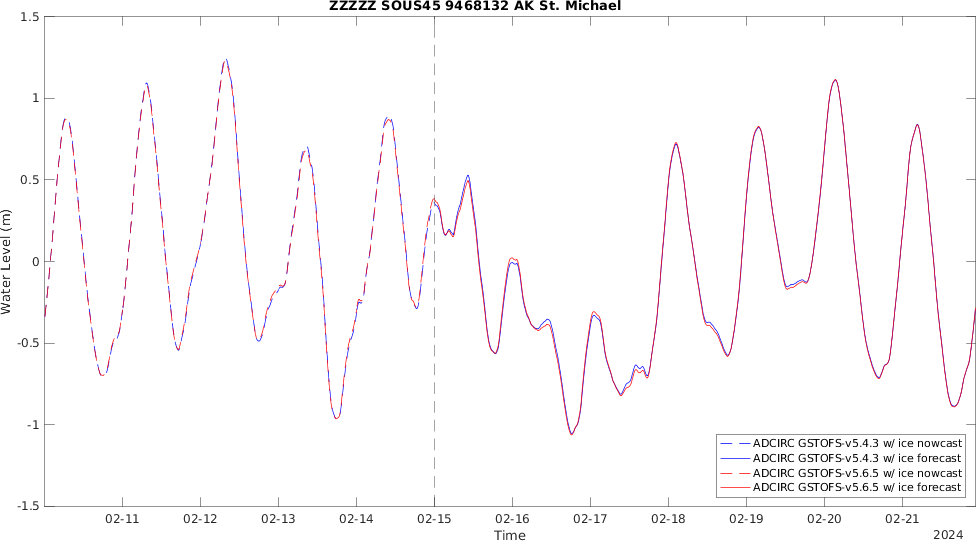 ZZZZZ SOUS45 9468132 AK St. Michael
Water Level (m)
1.5
1
0.5
0
-0.5
-1
-1.5
02-11
02-12
02-13
02-14
02-15
02-16
02-17
02-18
02-19
02-20
02-21
Time
2024
ADCIRC GSTOFS-v5.4.3 w/ ice nowcast
ADCIRC GSTOFS-v5.4.3 w/ ice forecast
ADCIRC GSTOFS-v5.6.5 w/ ice nowcast
ADCIRC GSTOFS-v5.6.5 w/ ice forecast